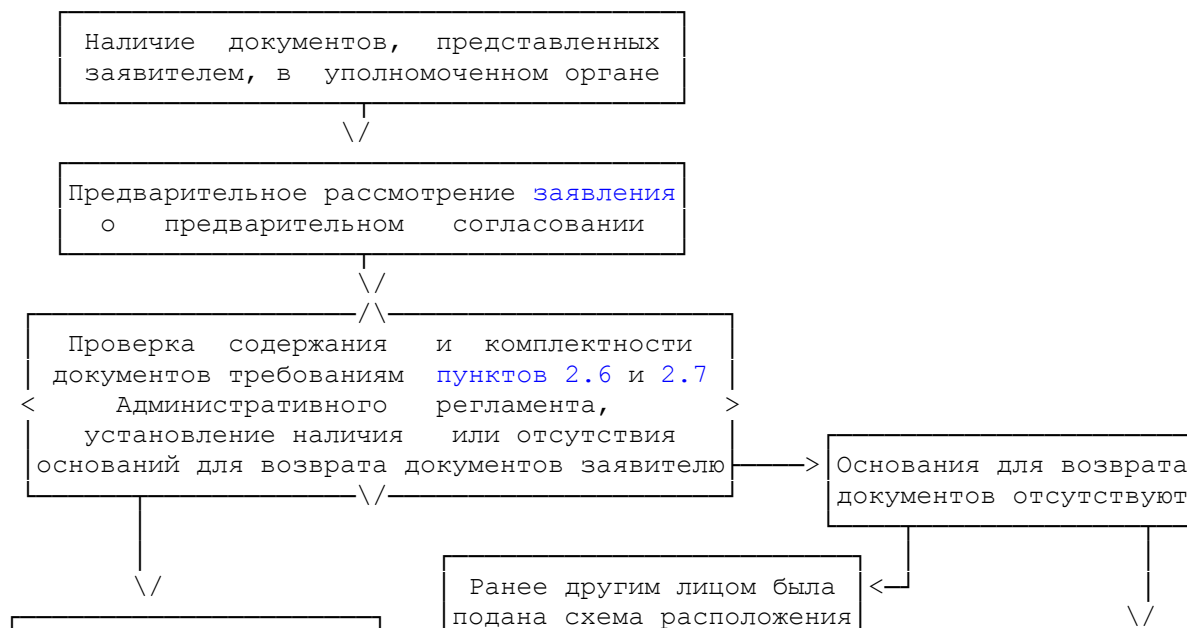 Наличие документов, представленных
заявителем, в уполномоченном органе
Предварительное рассмотрение заявления
о предварительном согласовании
Проверка содержания и комплектности
документов требованиям пунктов 2.6 и 2.7
Административного регламента,
установление наличия или отсутствия
оснований для возврата документов заявителю
Основания для возврата
документов отсутствуют
Ранее другим лицом была
подана схема расположения